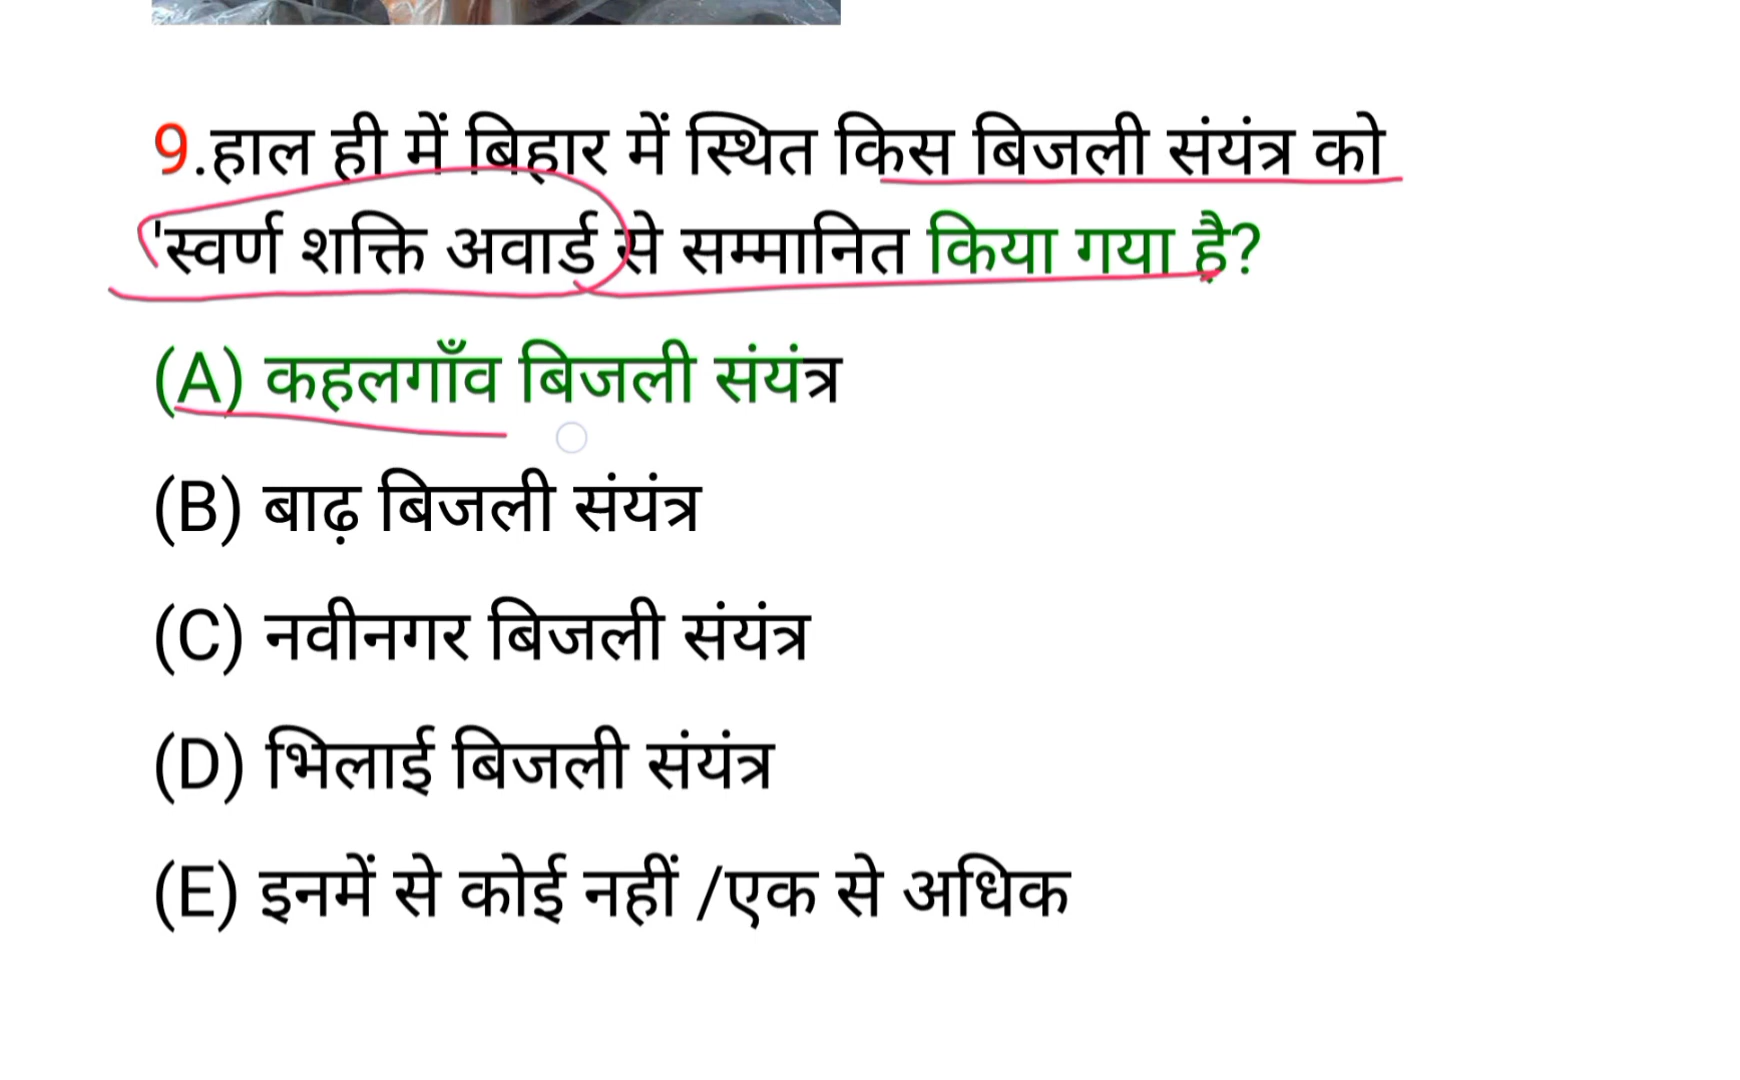 9.हाल ही में बिहार में स्थित किस बिजली संयंत्र को
'स्वर्ण शक्ति अवार्ड से सम्मानित किया गया है?
(A) कहलगाँव बिजली संयंत्र
(B) बाढ़ बिजली संयंत्र
(C) नवीनगर बिजली संयंत्र
(D) भिलाई बिजली संयंत्र
(E) इनमें से कोई नहीं /एक से अधिक